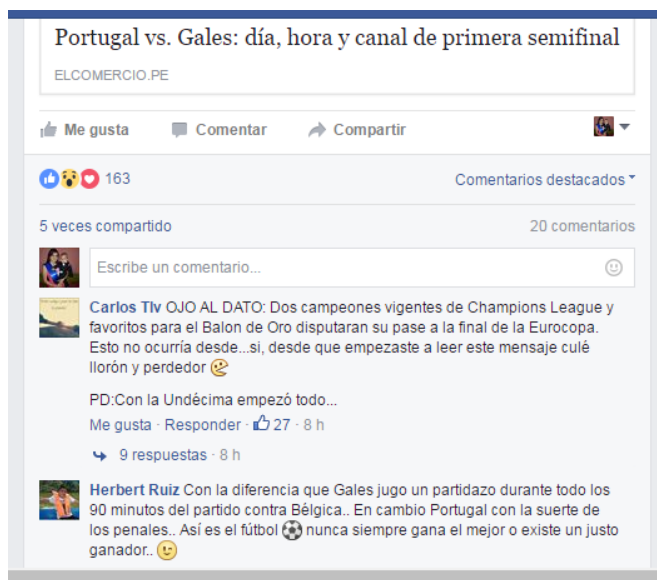 Portugal vs. Gales: día, hora y canal de primera semifinal
ELCOMERCIO.PE
Me gusta Comentar Compartir
163 Comentarios destacados
5 veces compartido 20 comentarios
Escribe un comentario...
Carlos Tlv OJO AL DATO: Dos campeones vigentes de Champions League y
favoritos para el Balon de Oro disputaran su pase a la final de la Eurocopa.
Esto no ocurría desde...si, desde que empezaste a leer este mensaje culé
llorón y perdedor
PD:Con la Undécima empezó todo...
Me gusta · Responder · 27 · 8 h
9 respuestas · 8 h
Herbert Ruiz Con la diferencia que Gales jugo un partidazo durante todo los
90 minutos del partido contra Bélgica.. En cambio Portugal con la suerte de
los penales.. Así es el fútbol ⚽ nunca siempre gana el mejor o existe un justo
ganador.. 😉